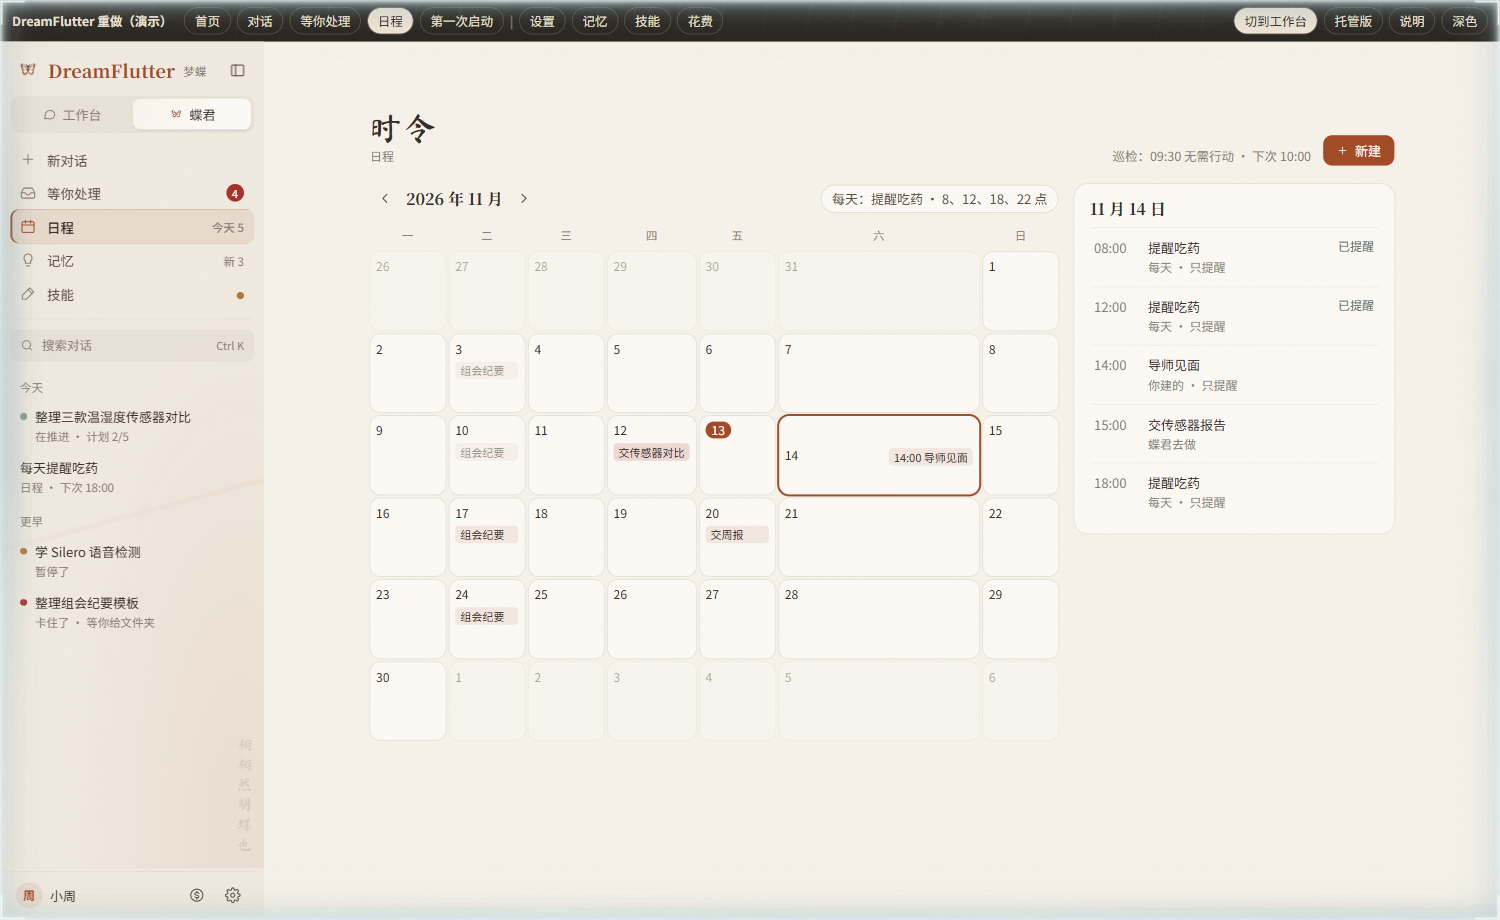 DreamFlutter 重做（演示） 首页 对话 等你处理 日程 第一次启动 设置 记忆 技能 花费 切到工作台 托管版 说明 深色
DreamFlutter 梦蝶
工作台 蝶君
新对话
等你处理 4
日程 今天 5
记忆 新 3
技能
搜索对话 Ctrl K
今天
整理三款温湿度传感器对比
在推进 · 计划 2/5
每天提醒吃药
日程 · 下次 18:00
更早
学 Silero 语音检测
暂停了
整理组会纪要模板
卡住了 · 等你给文件夹
栩
栩
然
胡
蝶
也
周 小周
时令
日程
巡检：09:30 无需行动 · 下次 10:00
+ 新建
2026 年 11 月
每天：提醒吃药 · 8、12、18、22 点
一 二 三 四 五 六 日
26 27 28 29 30 31 1
2 3 4 5 6 7 8
组会纪要
9 10 11 12 13 14 15
组会纪要 交传感器对比 14:00 导师见面
16 17 18 19 20 21 22
组会纪要 交周报
23 24 25 26 27 28 29
组会纪要
30 1 2 3 4 5 6
11 月 14 日
08:00 提醒吃药 已提醒
每天 · 只提醒
12:00 提醒吃药 已提醒
每天 · 只提醒
14:00 导师见面
你建的 · 只提醒
15:00 交传感器报告
蝶君去做
18:00 提醒吃药
每天 · 只提醒